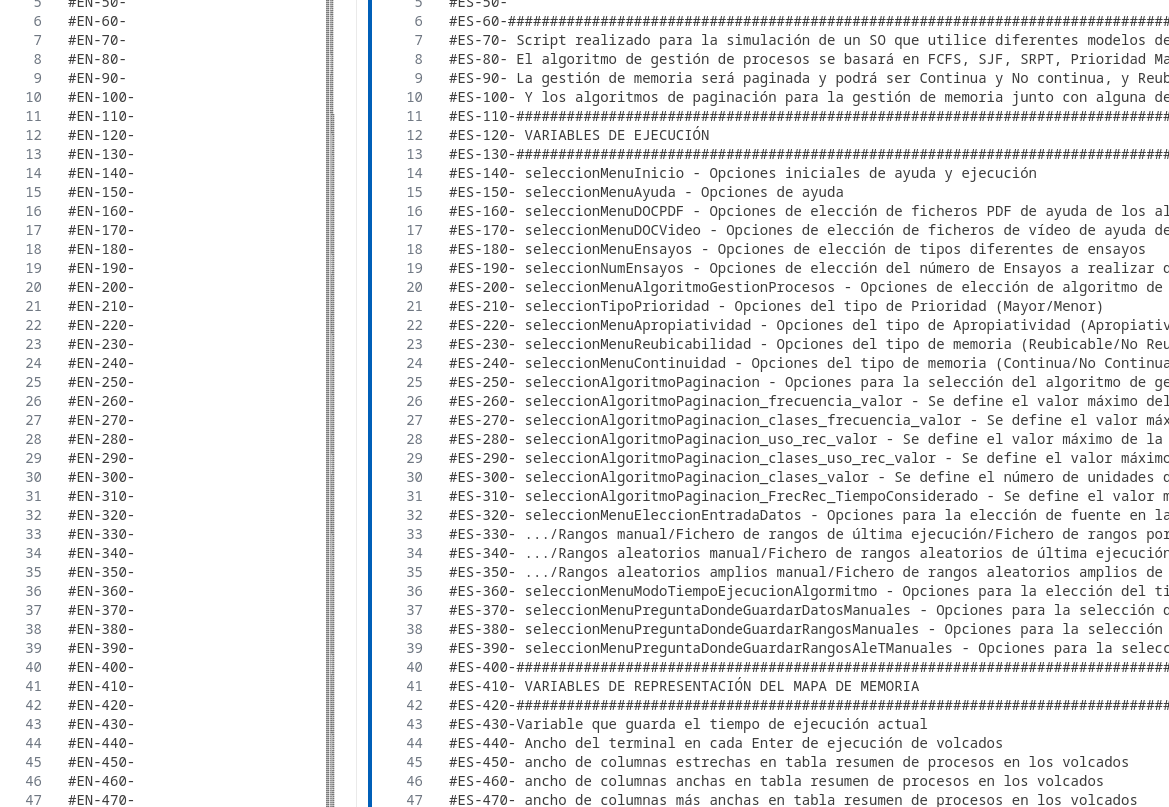 5 #EN-50-
6 #EN-60-
7 #EN-70-
8 #EN-80-
9 #EN-90-
10 #EN-100-
11 #EN-110-
12 #EN-120-
13 #EN-130-
14 #EN-140-
15 #EN-150-
16 #EN-160-
17 #EN-170-
18 #EN-180-
19 #EN-190-
20 #EN-200-
21 #EN-210-
22 #EN-220-
23 #EN-230-
24 #EN-240-
25 #EN-250-
26 #EN-260-
27 #EN-270-
28 #EN-280-
29 #EN-290-
30 #EN-300-
31 #EN-310-
32 #EN-320-
33 #EN-330-
34 #EN-340-
35 #EN-350-
36 #EN-360-
37 #EN-370-
38 #EN-380-
39 #EN-390-
40 #EN-400-
41 #EN-410-
42 #EN-420-
43 #EN-430-
44 #EN-440-
45 #EN-450-
46 #EN-460-
47 #EN-470-
5 #ES-50-
6 #ES-60-###############################################################################
7 #ES-70- Script realizado para la simulación de un SO que utilice diferentes modelos de
8 #ES-80- El algoritmo de gestión de procesos se basará en FCFS, SJF, SRPT, Prioridad Ma
9 #ES-90- La gestión de memoria será paginada y podrá ser Continua y No continua, y Reub
10 #ES-100- Y los algoritmos de paginación para la gestión de memoria junto con alguna de
11 #ES-110-##############################################################################
12 #ES-120- VARIABLES DE EJECUCIÓN
13 #ES-130-##############################################################################
14 #ES-140- seleccionMenuInicio - Opciones iniciales de ayuda y ejecución
15 #ES-150- seleccionMenuAyuda - Opciones de ayuda
16 #ES-160- seleccionMenuDOCPDF - Opciones de elección de ficheros PDF de ayuda de los al
17 #ES-170- seleccionMenuDOCVideo - Opciones de elección de ficheros de vídeo de ayuda de
18 #ES-180- seleccionMenuEnsayos - Opciones de elección de tipos diferentes de ensayos
19 #ES-190- seleccionNumEnsayos - Opciones de elección del número de Ensayos a realizar d
20 #ES-200- seleccionMenuAlgoritmoGestionProcesos - Opciones de elección de algoritmo de
21 #ES-210- seleccionTipoPrioridad - Opciones del tipo de Prioridad (Mayor/Menor)
22 #ES-220- seleccionMenuApropiatividad - Opciones del tipo de Apropiatividad (Apropiativ
23 #ES-230- seleccionMenuReubicabilidad - Opciones del tipo de memoria (Reubicable/No Reu
24 #ES-240- seleccionMenuContinuidad - Opciones del tipo de memoria (Continua/No Continua
25 #ES-250- seleccionAlgoritmoPaginacion - Opciones para la selección del algoritmo de ge
26 #ES-260- seleccionAlgoritmoPaginacion_frecuencia_valor - Se define el valor máximo del
27 #ES-270- seleccionAlgoritmoPaginacion_clases_frecuencia_valor - Se define el valor máx
28 #ES-280- seleccionAlgoritmoPaginacion_uso_rec_valor - Se define el valor máximo de la
29 #ES-290- seleccionAlgoritmoPaginacion_clases_uso_rec_valor - Se define el valor máximo
30 #ES-300- seleccionAlgoritmoPaginacion_clases_valor - Se define el número de unidades d
31 #ES-310- seleccionAlgoritmoPaginacion_FrecRec_TiempoConsiderado - Se define el valor m
32 #ES-320- seleccionMenuEleccionEntradaDatos - Opciones para la elección de fuente en la
33 #ES-330- .../Rangos manual/Fichero de rangos de última ejecución/Fichero de rangos por
34 #ES-340- .../Rangos aleatorios manual/Fichero de rangos aleatorios de última ejecución
35 #ES-350- .../Rangos aleatorios amplios manual/Fichero de rangos aleatorios amplios de
36 #ES-360- seleccionMenuModoTiempoEjecucionAlgormitmo - Opciones para la elección del ti
37 #ES-370- seleccionMenuPreguntaDondeGuardarDatosManuales - Opciones para la selección d
38 #ES-380- seleccionMenuPreguntaDondeGuardarRangosManuales - Opciones para la selección
39 #ES-390- seleccionMenuPreguntaDondeGuardarRangosAleTManuales - Opciones para la selecc
40 #ES-400-##############################################################################
41 #ES-410- VARIABLES DE REPRESENTACIÓN DEL MAPA DE MEMORIA
42 #ES-420-##############################################################################
43 #ES-430-Variable que guarda el tiempo de ejecución actual
44 #ES-440- Ancho del terminal en cada Enter de ejecución de volcados
45 #ES-450- ancho de columnas estrechas en tabla resumen de procesos en los volcados
46 #ES-460- ancho de columnas anchas en tabla resumen de procesos en los volcados
47 #ES-470- ancho de columnas más anchas en tabla resumen de procesos en los volcados